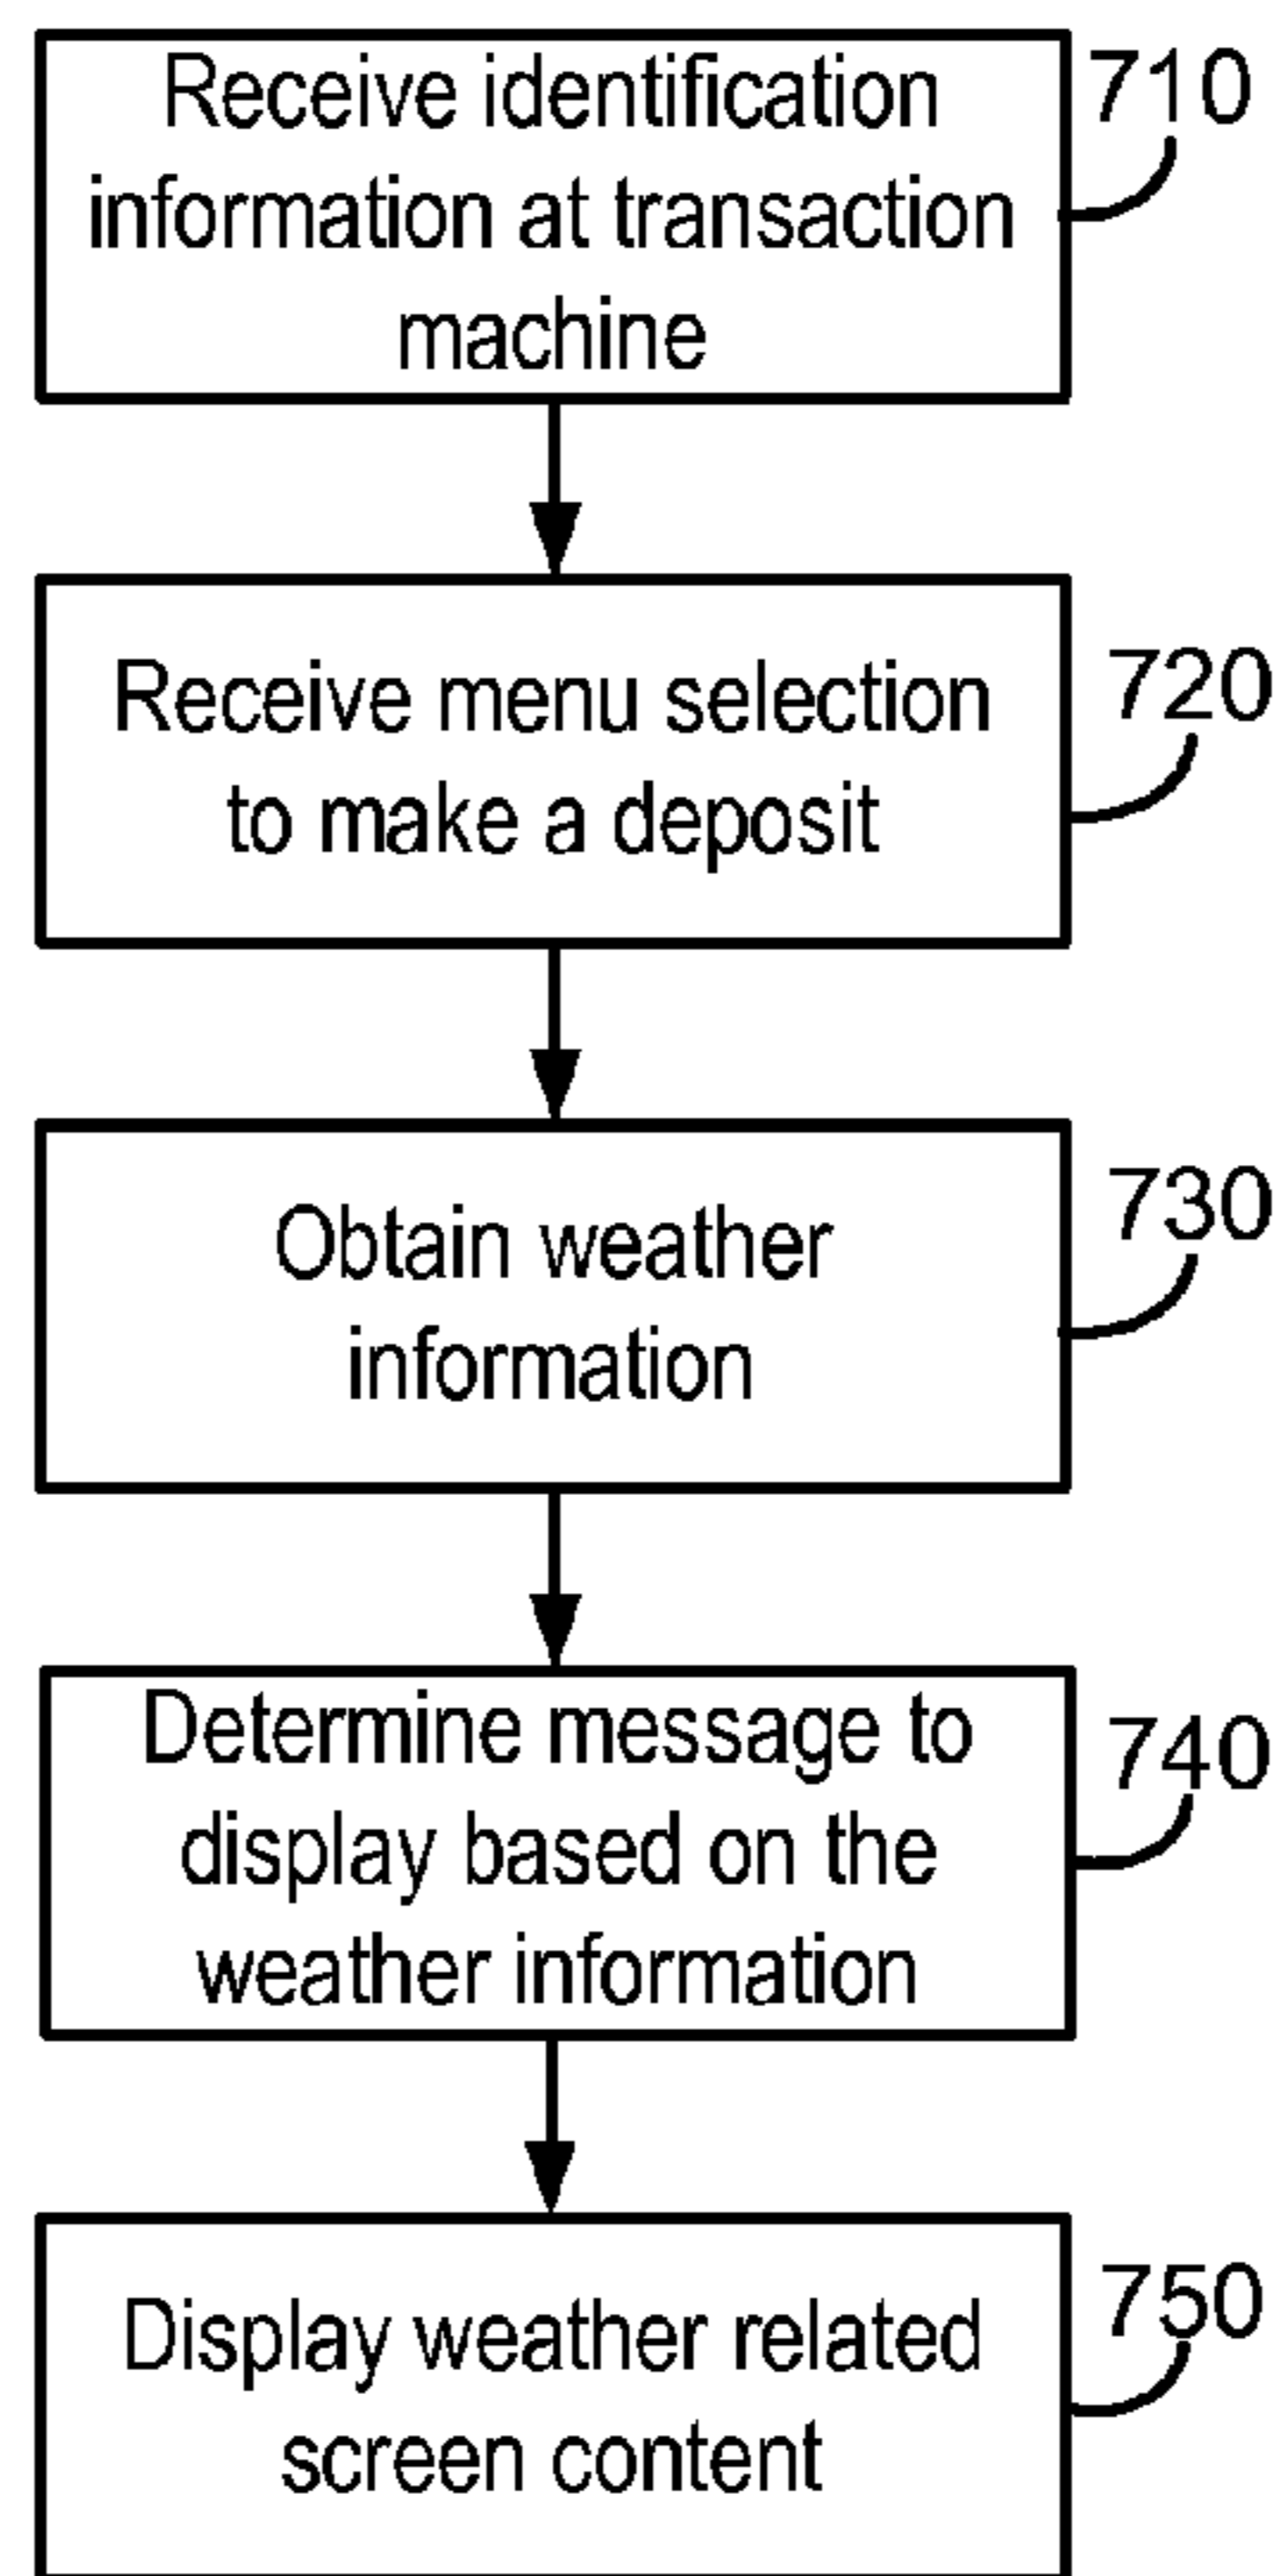 Receive identification
information at transaction
machine
710
Receive menu selection
to make a deposit
720
Obtain weather
information
730
Determine message to
display based on the
weather information
740
Display weather related
screen content
750